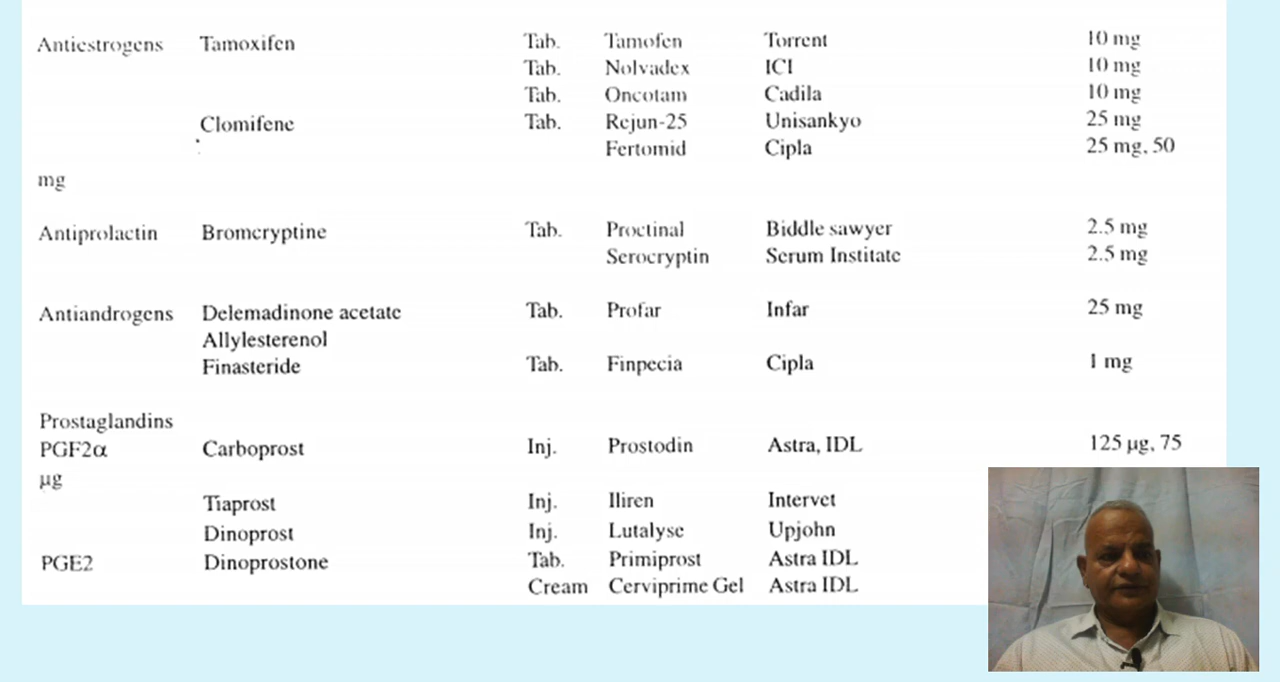 Antiestrogens Tamoxifen Tab. Tamofen Torrent 10 mg
Tab. Nolvadex ICI 10 mg
Tab. Oncotam Cadila 10 mg
Clomifene Tab. Rejun-25 Unisankyo 25 mg
Fertomid Cipla 25 mg, 50
mg
Antiprolactin Bromcryptine Tab. Proctinal Biddle sawyer 2.5 mg
Serocryptin Serum Institate 2.5 mg
Antiandrogens Delemadinone acetate Tab. Profar Infar 25 mg
Allylesterenol
Finasteride Tab. Finpecia Cipla 1 mg
Prostaglandins
PGF2α Carboprost Inj. Prostodin Astra, IDL 125 µg, 75
µg
Tiaprost Inj. Iliren Intervet
Dinoprost Inj. Lutalyse Upjohn
PGE2 Dinoprostone Tab. Primiprost Astra IDL
Cream Cerviprime Gel Astra IDL